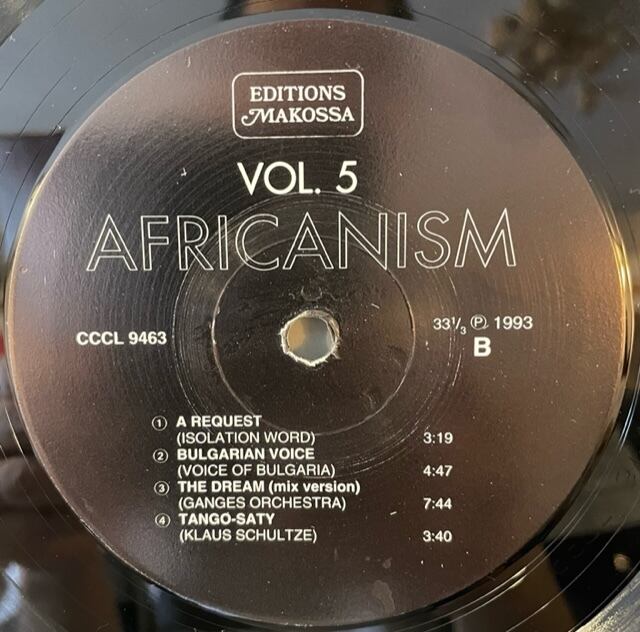 EDITIONS
MAKOSSA
VOL. 5
AFRICANISM
CCCL 9463
33 1/3 Ⓟ 1993
B
① A REQUEST
(ISOLATION WORD) 3:19
② BULGARIAN VOICE
(VOICE OF BULGARIA) 4:47
③ THE DREAM (mix version)
(GANGES ORCHESTRA) 7:44
④ TANGO-SATY
(KLAUS SCHULTZE) 3:40